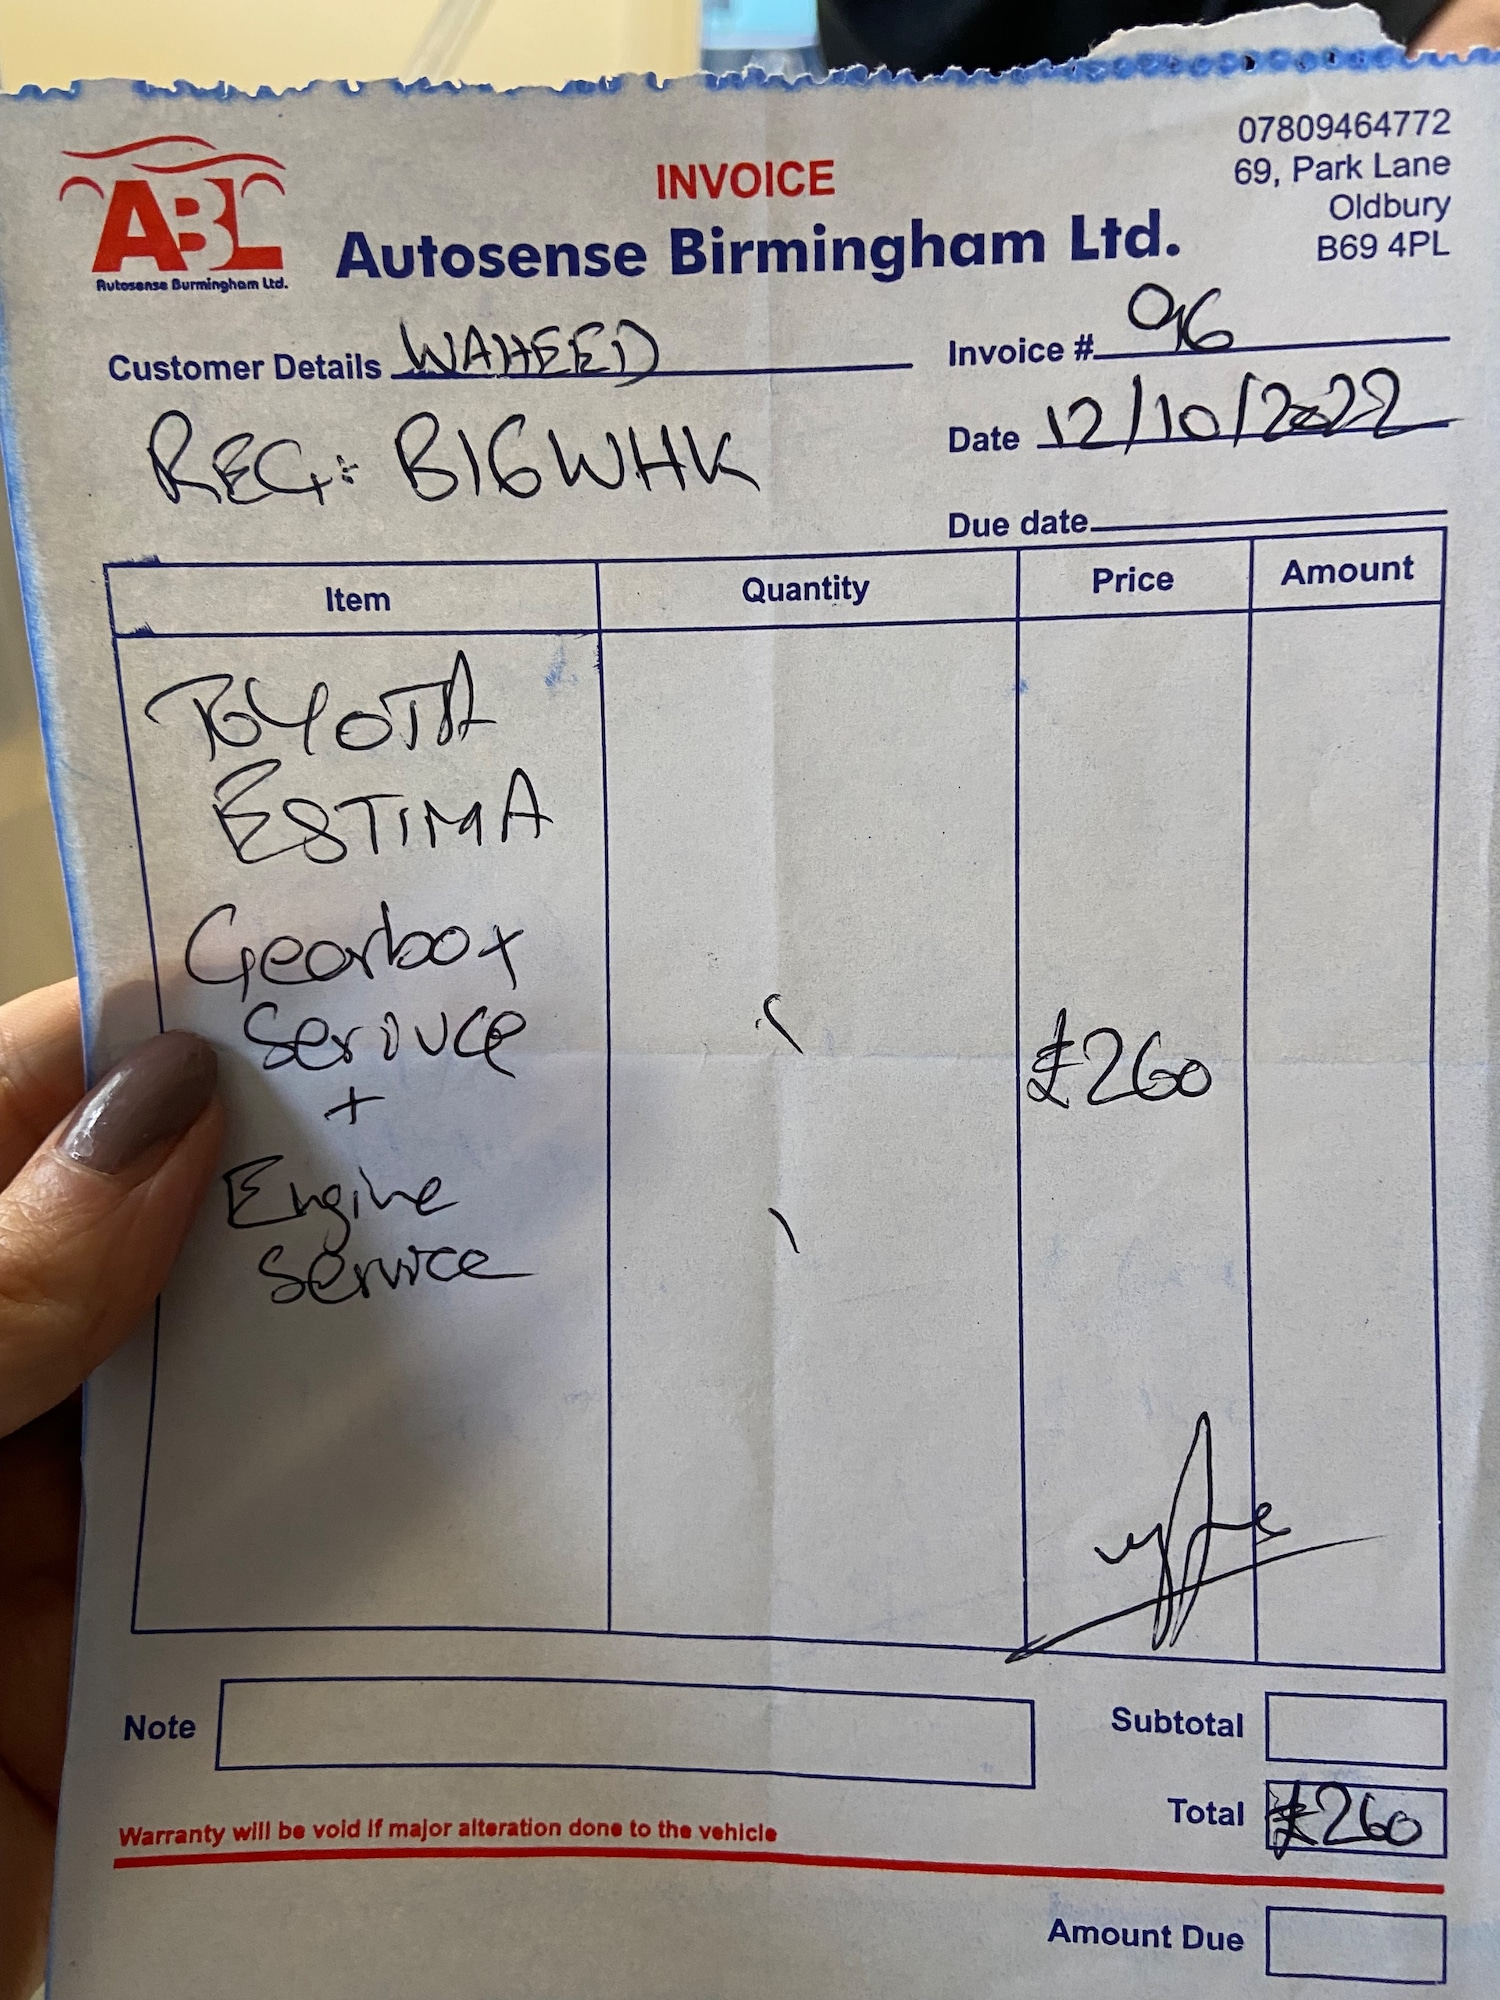 07809464772
69, Park Lane
Oldbury
B69 4PL
ABL
Autosense Burmingham Ltd.
INVOICE
Autosense Birmingham Ltd.
Customer Details WAHEED
Invoice # 96
REG: B16WHK
Date 12/10/2022
Due date
Item Quantity Price Amount
TOYOTA
ESTIMA
Gearbox
Service
+
£260
Engine
Service
Note
Subtotal
Total £260
Warranty will be void if major alteration done to the vehicle
Amount Due